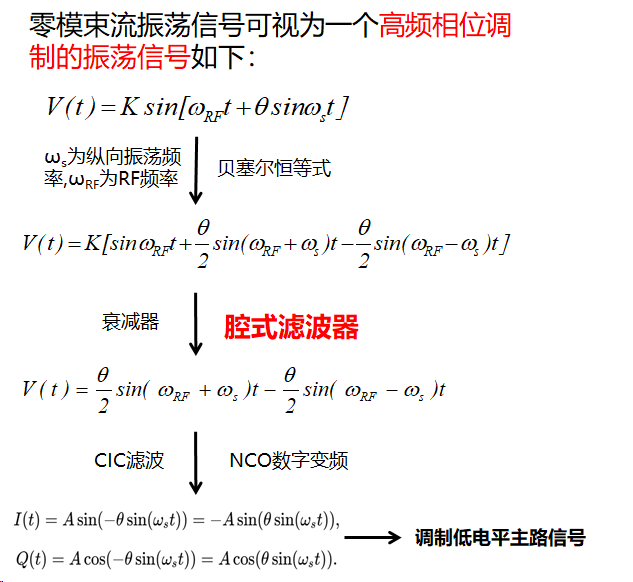 零模束流振荡信号可视为一个高频相位调
制的振荡信号如下：
V(t)=K sin[ω_RF t+θ sinω_s t]
ω_s为纵向振荡频
率,ω_RF为RF频率
贝塞尔恒等式
V(t)=K[sinω_RF t+θ/2 sin(ω_RF+ω_s)t−θ/2 sin(ω_RF−ω_s)t]
衰减器
腔式滤波器
V(t)=θ/2 sin(ω_RF+ω_s)t−θ/2 sin(ω_RF−ω_s)t
CIC滤波
NCO数字变频
I(t) = A sin(−θ sin(ω_s t)) = −A sin(θ sin(ω_s t)),
Q(t) = A cos(−θ sin(ω_s t)) = A cos(θ sin(ω_s t)).
调制低电平主路信号